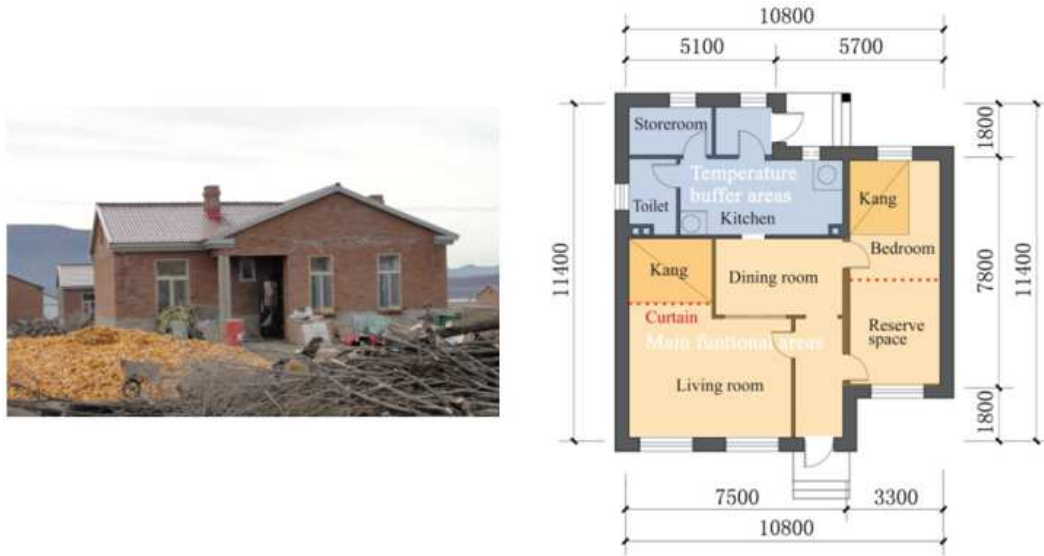 10800
5100
5700
Storeroom
Temperature
buffer areas
Toilet
Kitchen
Kang
Bedroom
Kang
Dining room
Curtain
Main funtional areas
Reserve
space
Living room
11400
1800
7800
11400
1800
7500
3300
10800